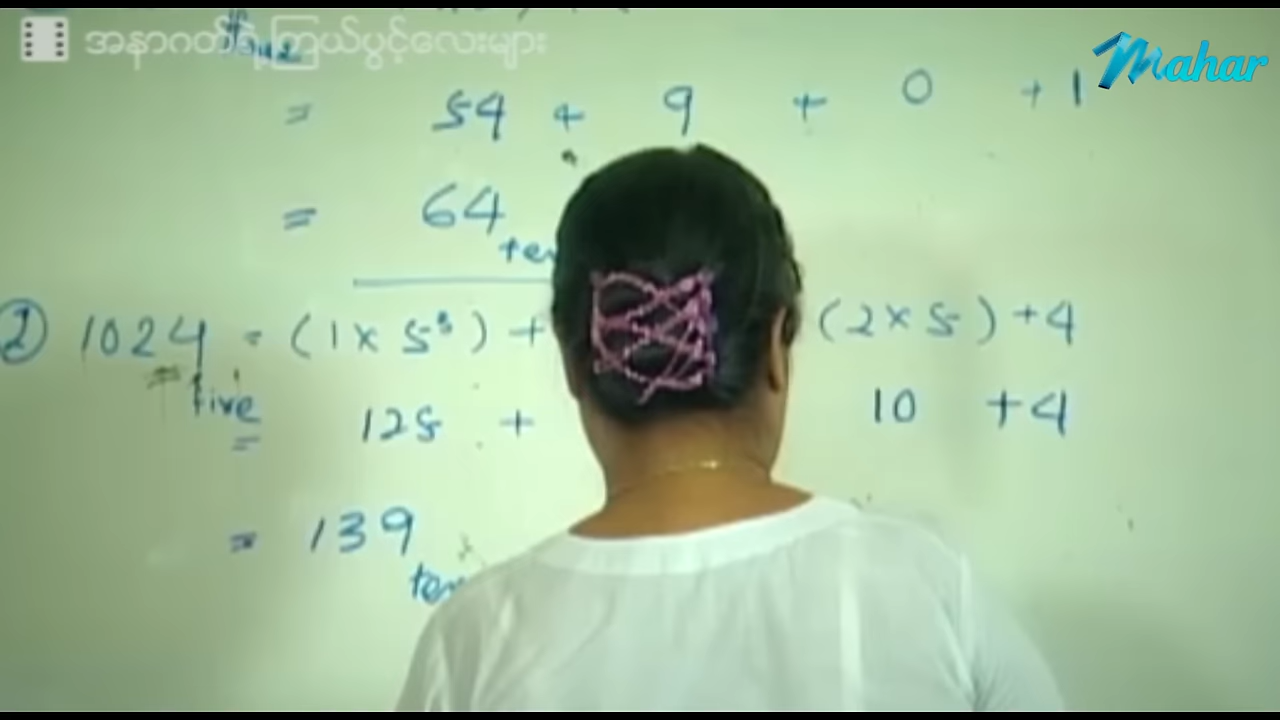 အနာဂတ်ရဲ့ကြယ်ပွင့်လေးများ
Mahar
= 54 + 9 + 0 + 1
= 64 ten
2) 1024 five = (1 x 5³) + (2 x 5) + 4
= 125 + 10 + 4
= 139 ten